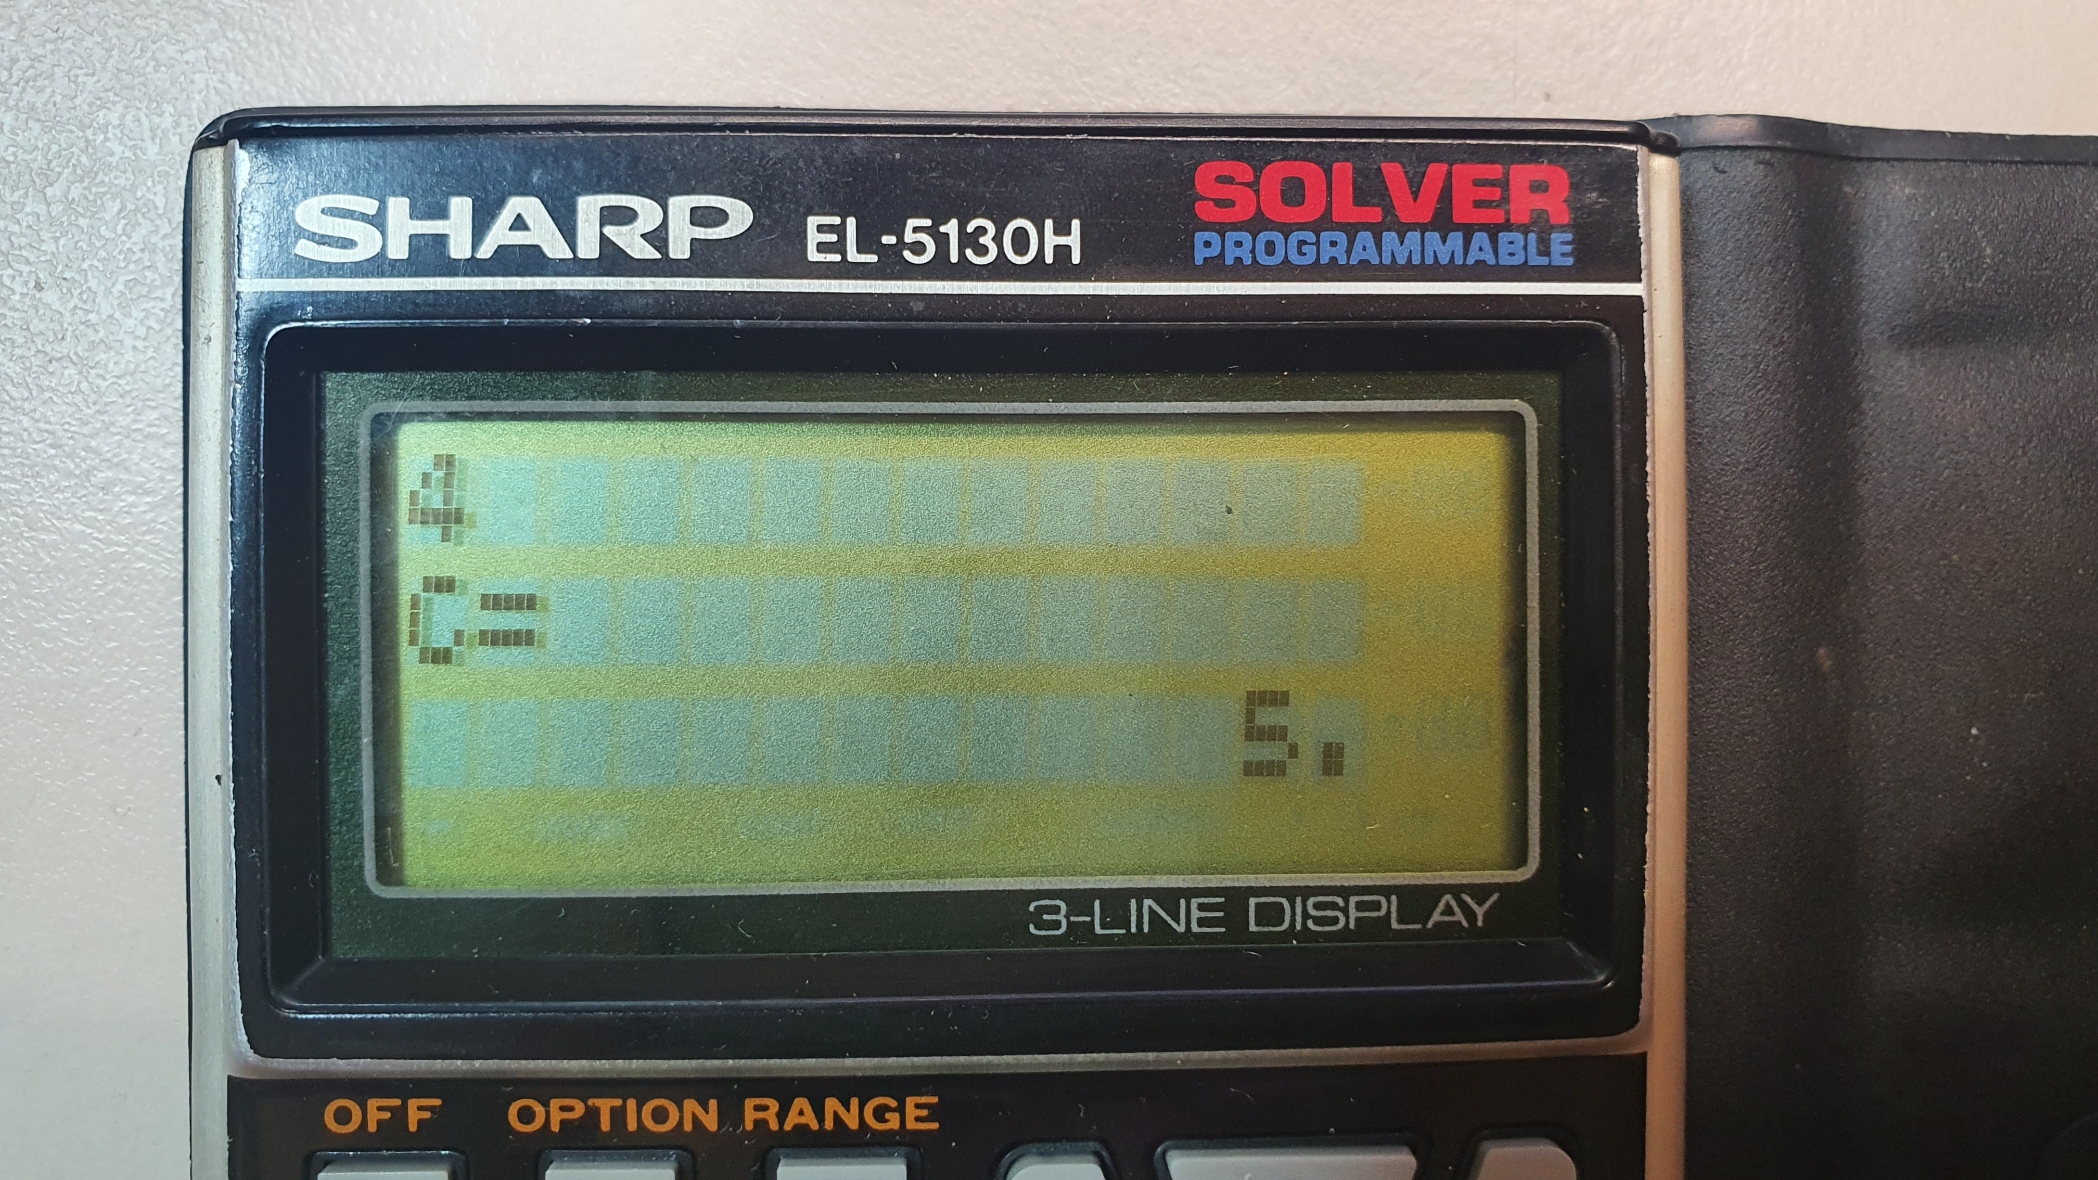 SHARP EL-5130H SOLVER
PROGRAMMABLE
4
C=
5.
3-LINE DISPLAY
OFF OPTION RANGE